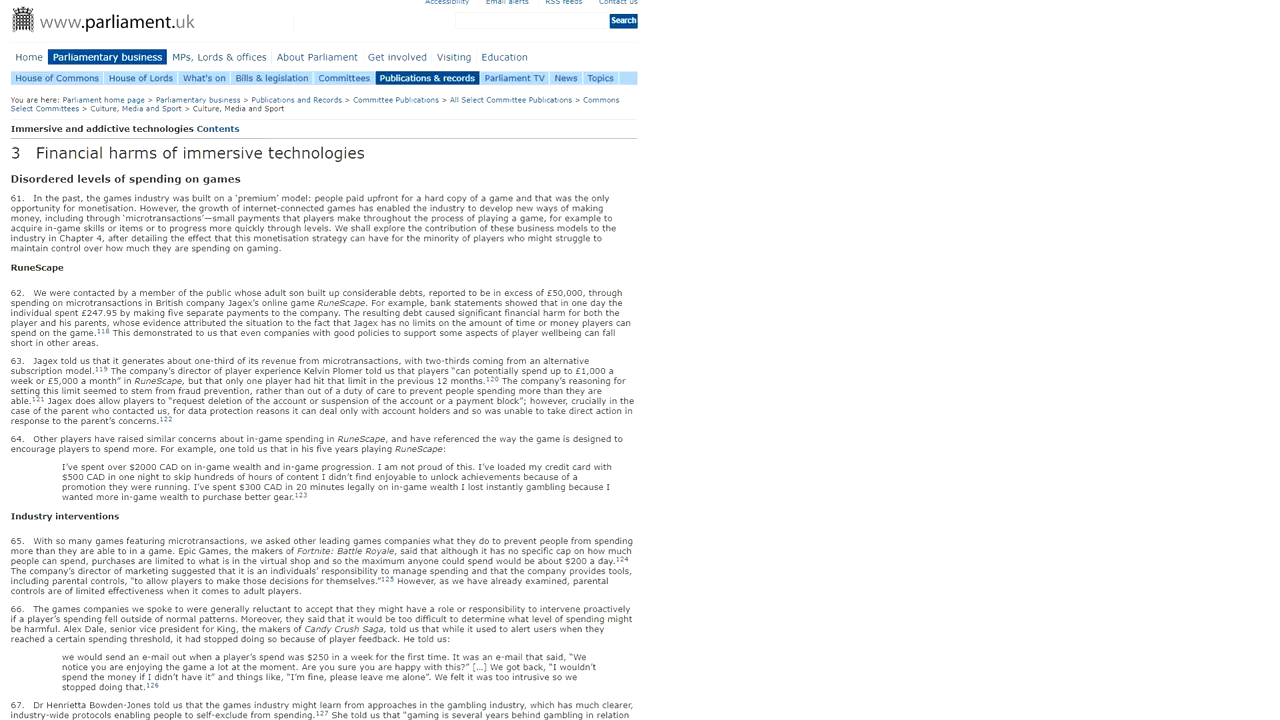 Accessibility Email alerts RSS feeds Contact us
www.parliament.uk
Search
Home Parliamentary business MPs, Lords & offices About Parliament Get involved Visiting Education
House of Commons House of Lords What's on Bills & legislation Committees Publications & records Parliament TV News Topics
You are here: Parliament home page > Parliamentary business > Publications and Records > Committee Publications > All Select Committee Publications > Commons
Select Committees > Culture, Media and Sport > Culture, Media and Sport
Immersive and addictive technologies Contents
3 Financial harms of immersive technologies
Disordered levels of spending on games
61. In the past, the games industry was built on a ‘premium’ model: people paid upfront for a hard copy of a game and that was the only
opportunity for monetisation. However, the growth of internet-connected games has enabled the industry to develop new ways of making
money, including through ‘microtransactions’—small payments that players make throughout the process of playing a game, for example to
acquire in-game skills or items or to progress more quickly through levels. We shall explore the contribution of these business models to the
industry in Chapter 4, after detailing the effect that this monetisation strategy can have for the minority of players who might struggle to
maintain control over how much they are spending on gaming.
RuneScape
62. We were contacted by a member of the public whose adult son built up considerable debts, reported to be in excess of £50,000, through
spending on microtransactions in British company Jagex’s online game RuneScape. For example, bank statements showed that in one day the
individual spent £247.95 by making five separate payments to the company. The resulting debt caused significant financial harm for both the
player and his parents, whose evidence attributed the situation to the fact that Jagex has no limits on the amount of time or money players can
spend on the game.118 This demonstrated to us that even companies with good policies to support some aspects of player wellbeing can fall
short in other areas.
63. Jagex told us that it generates about one-third of its revenue from microtransactions, with two-thirds coming from an alternative
subscription model.119 The company’s director of player experience Kelvin Plomer told us that players “can potentially spend up to £1,000 a
week or £5,000 a month” in RuneScape, but that only one player had hit that limit in the previous 12 months.120 The company’s reasoning for
setting this limit seemed to stem from fraud prevention, rather than out of a duty of care to prevent people spending more than they are
able.121 Jagex does allow players to “request deletion of the account or suspension of the account or a payment block”; however, crucially in the
case of the parent who contacted us, for data protection reasons it can deal only with account holders and so was unable to take direct action in
response to the parent’s concerns.122
64. Other players have raised similar concerns about in-game spending in RuneScape, and have referenced the way the game is designed to
encourage players to spend more. For example, one told us that in his five years playing RuneScape:
I’ve spent over $2000 CAD on in-game wealth and in-game progression. I am not proud of this. I’ve loaded my credit card with
$500 CAD in one night to skip hundreds of hours of content I didn’t find enjoyable to unlock achievements because of a
promotion they were running. I’ve spent $300 CAD in 20 minutes legally on in-game wealth I lost instantly gambling because I
wanted more in-game wealth to purchase better gear.123
Industry interventions
65. With so many games featuring microtransactions, we asked other leading games companies what they do to prevent people from spending
more than they are able to in a game. Epic Games, the makers of Fortnite: Battle Royale, said that although it has no specific cap on how much
people can spend, purchases are limited to what is in the virtual shop and so the maximum anyone could spend would be about $200 a day.124
The company’s director of marketing suggested that it is an individuals' responsibility to manage spending and that the company provides tools,
including parental controls, “to allow players to make those decisions for themselves.”125 However, as we have already examined, parental
controls are of limited effectiveness when it comes to adult players.
66. The games companies we spoke to were generally reluctant to accept that they might have a role or responsibility to intervene proactively
if a player’s spending fell outside of normal patterns. Moreover, they said that it would be too difficult to determine what level of spending might
be harmful. Alex Dale, senior vice president for King, the makers of Candy Crush Saga, told us that while it used to alert users when they
reached a certain spending threshold, it had stopped doing so because of player feedback. He told us:
we would send an e-mail out when a player’s spend was $250 in a week for the first time. It was an e-mail that said, “We
notice you are enjoying the game a lot at the moment. Are you sure you are happy with this?” […] We got back, “I wouldn’t
spend the money if I didn’t have it” and things like, “I’m fine, please leave me alone”. We felt it was too intrusive so we
stopped doing that.126
67. Dr Henrietta Bowden-Jones told us that the games industry might learn from approaches in the gambling industry, which has much clearer,
industry-wide protocols enabling people to self-exclude from spending.127 She told us that “gaming is several years behind gambling in relation